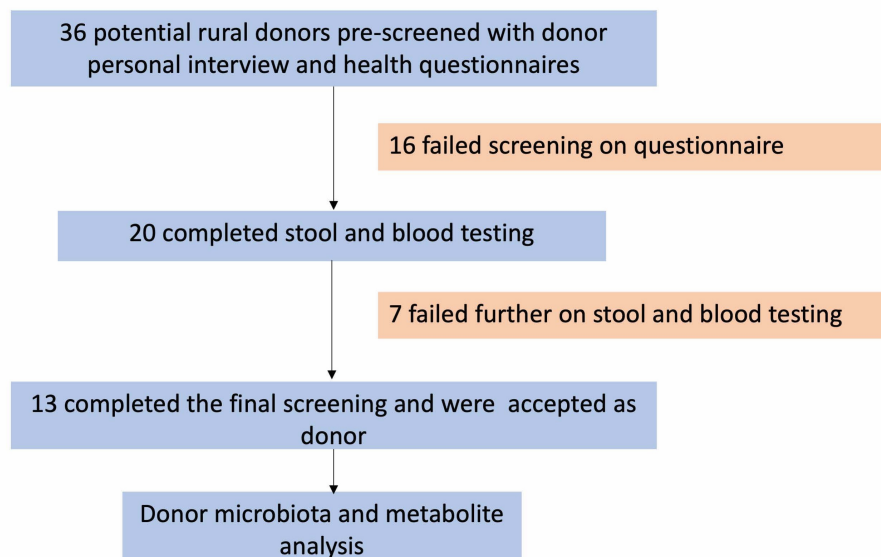 36 potential rural donors pre-screened with donor
personal interview and health questionnaires
16 failed screening on questionnaire
20 completed stool and blood testing
7 failed further on stool and blood testing
13 completed the final screening and were accepted as
donor
Donor microbiota and metabolite
analysis